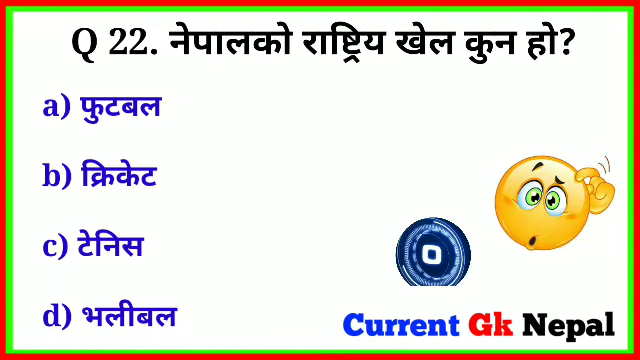 Q 22. नेपालको राष्ट्रिय खेल कुन हो?
a) फुटबल
b) क्रिकेट
c) टेनिस
d) भलीबल
Current Gk Nepal